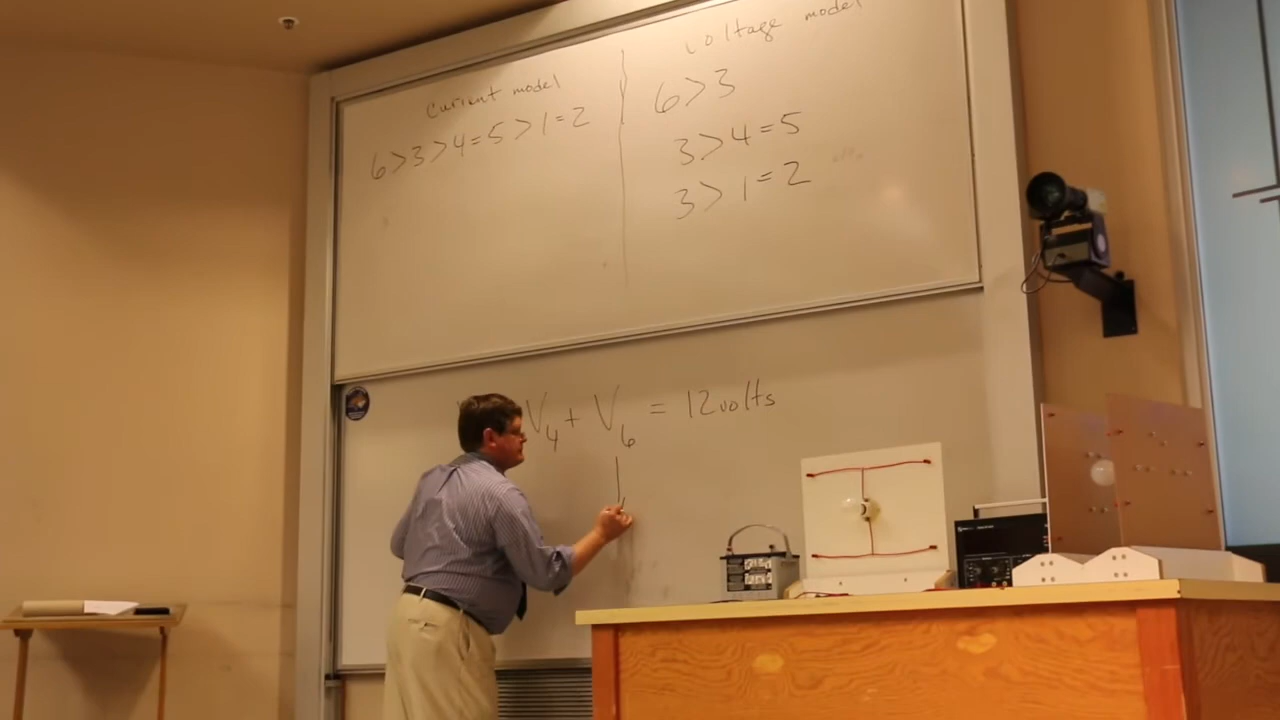 current model
6>3>4=5>1=2
voltage model
6>3
3>4=5
3>1=2
V₄ + V₆ = 12 volts